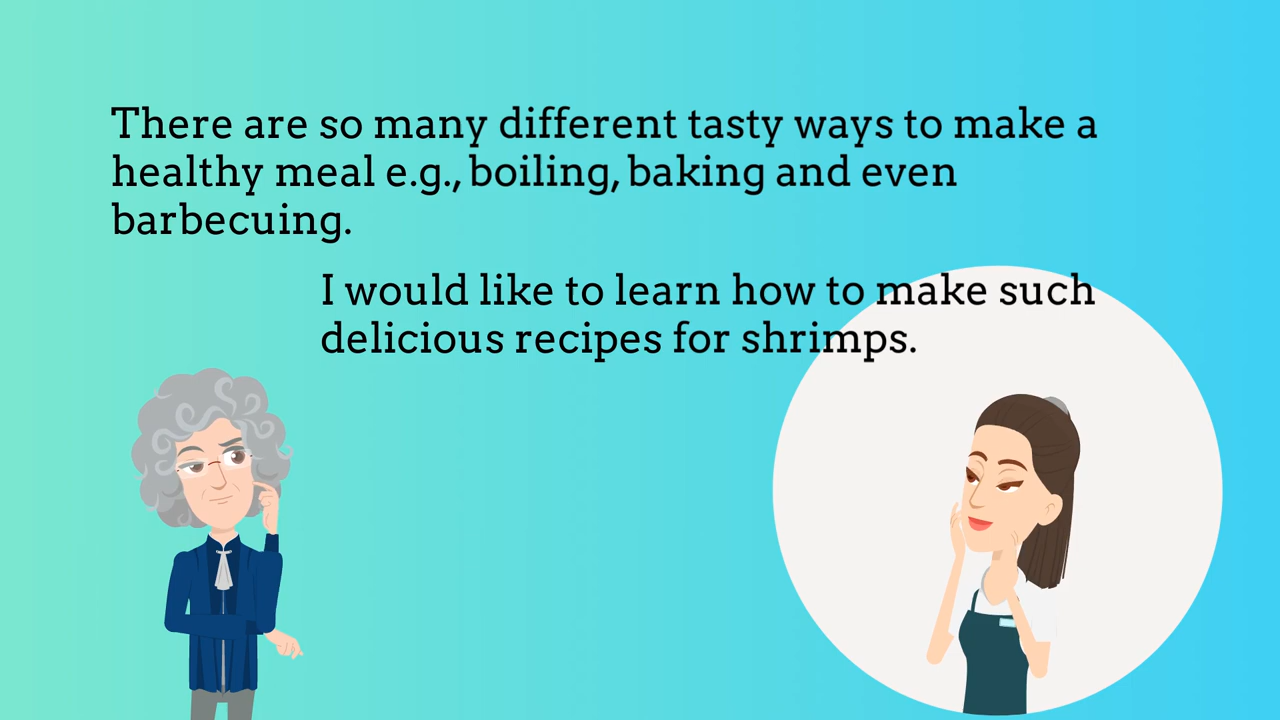 There are so many different tasty ways to make a
healthy meal e.g., boiling, baking and even
barbecuing.
I would like to learn how to make such
delicious recipes for shrimps.